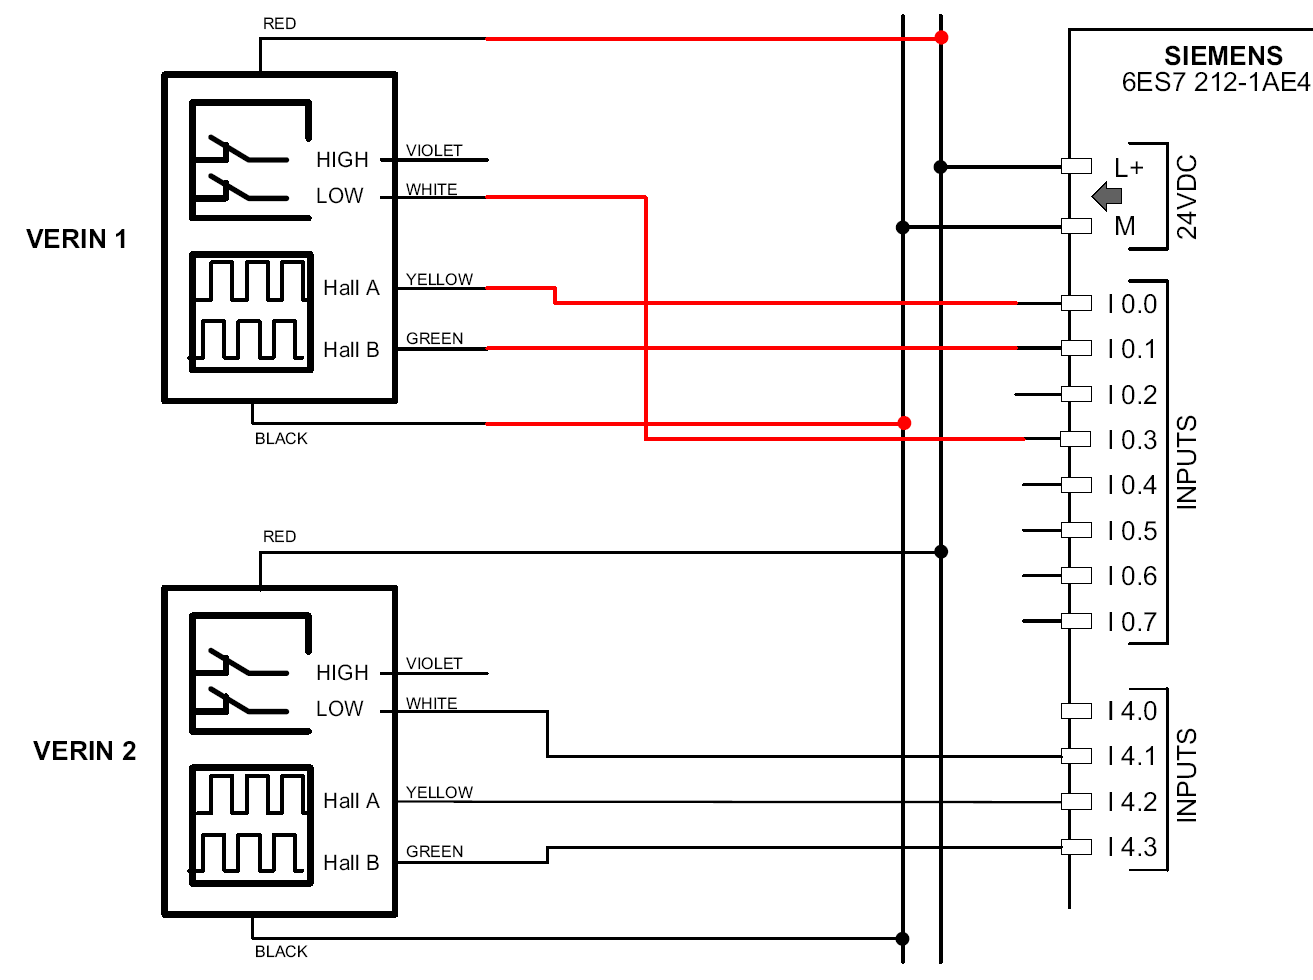 RED
SIEMENS
6ES7 212-1AE4
HIGH
VIOLET
LOW
WHITE
L+
M
24VDC
VERIN 1
Hall A
YELLOW
Hall B
GREEN
BLACK
I 0.0
I 0.1
I 0.2
I 0.3
I 0.4
I 0.5
I 0.6
I 0.7
INPUTS
RED
HIGH
VIOLET
LOW
WHITE
VERIN 2
Hall A
YELLOW
Hall B
GREEN
BLACK
I 4.0
I 4.1
I 4.2
I 4.3
INPUTS